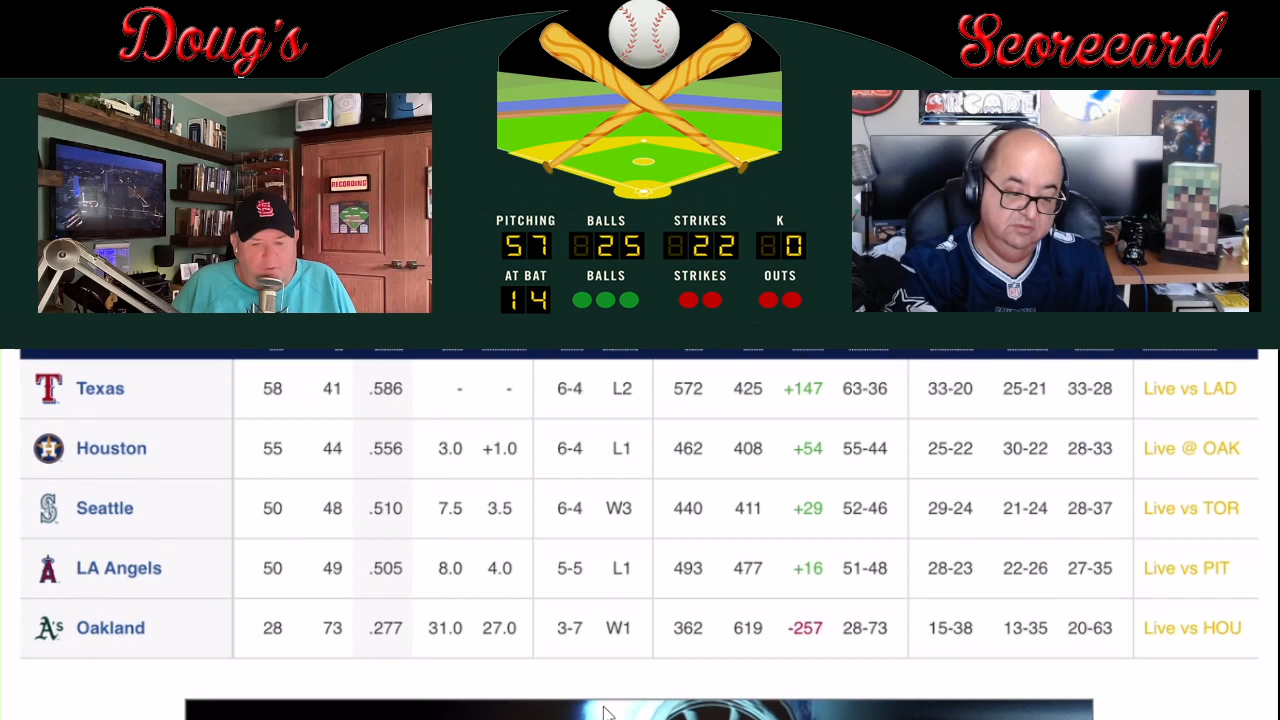 Doug's Scorecard
ARCADE
RECORDING
PITCHING BALLS STRIKES K
57 25 22 0
AT BAT BALLS STRIKES OUTS
14
Texas 58 41 .586 - - 6-4 L2 572 425 +147 63-36 33-20 25-21 33-28 Live vs LAD
Houston 55 44 .556 3.0 +1.0 6-4 L1 462 408 +54 55-44 25-22 30-22 28-33 Live @ OAK
Seattle 50 48 .510 7.5 3.5 6-4 W3 440 411 +29 52-46 29-24 21-24 28-37 Live vs TOR
LA Angels 50 49 .505 8.0 4.0 5-5 L1 493 477 +16 51-48 28-23 22-26 27-35 Live vs PIT
A's Oakland 28 73 .277 31.0 27.0 3-7 W1 362 619 -257 28-73 15-38 13-35 20-63 Live vs HOU